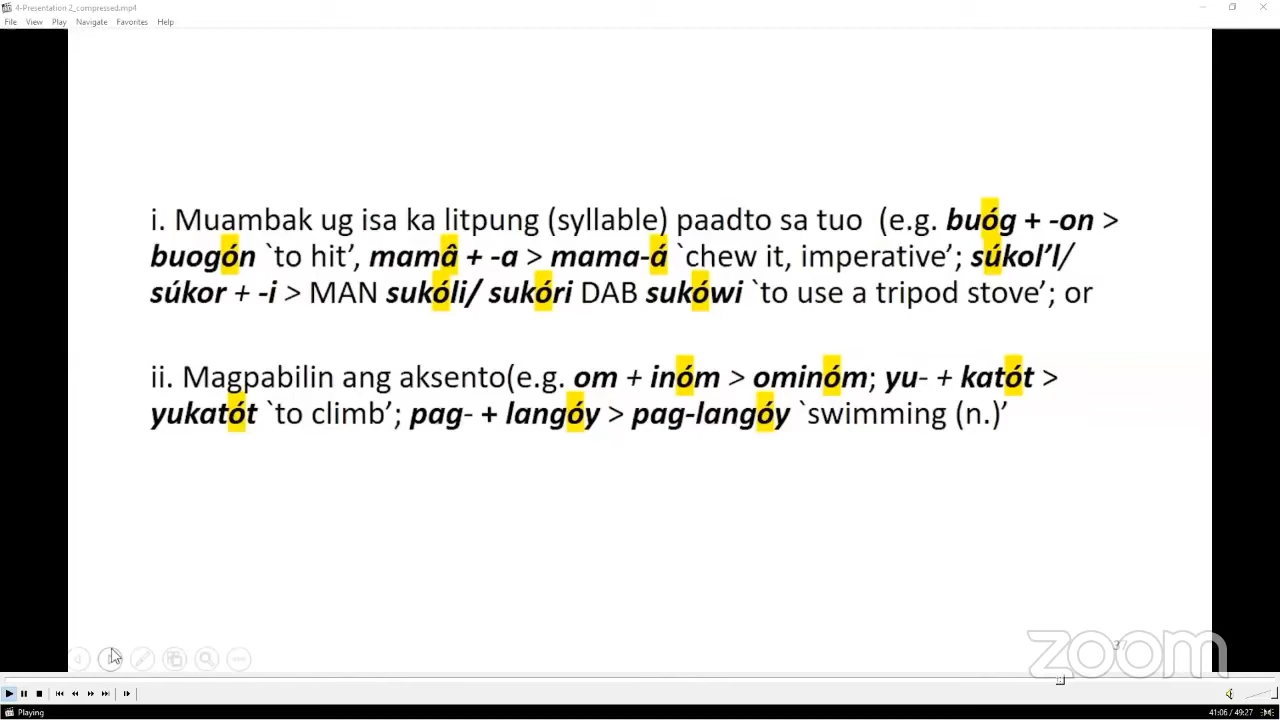 4-Presentation 2_compressed.mp4
File View Play Navigate Favorites Help
i. Muambak ug isa ka litpung (syllable) paadto sa tuo (e.g. buóg + -on >
buogón `to hit’, mamâ + -a > mama-á `chew it, imperative’; súkol’l/
súkor + -i > MAN sukóli/ sukóri DAB sukówi `to use a tripod stove’; or
ii. Magpabilin ang aksento(e.g. om + inóm > ominóm; yu- + katót >
yukatót `to climb’; pag- + langóy > pag-langóy `swimming (n.)’
37
zoom
Playing
41:06 / 49:27